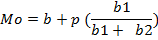 Mo = b + p (b1 / (b1 + b2))